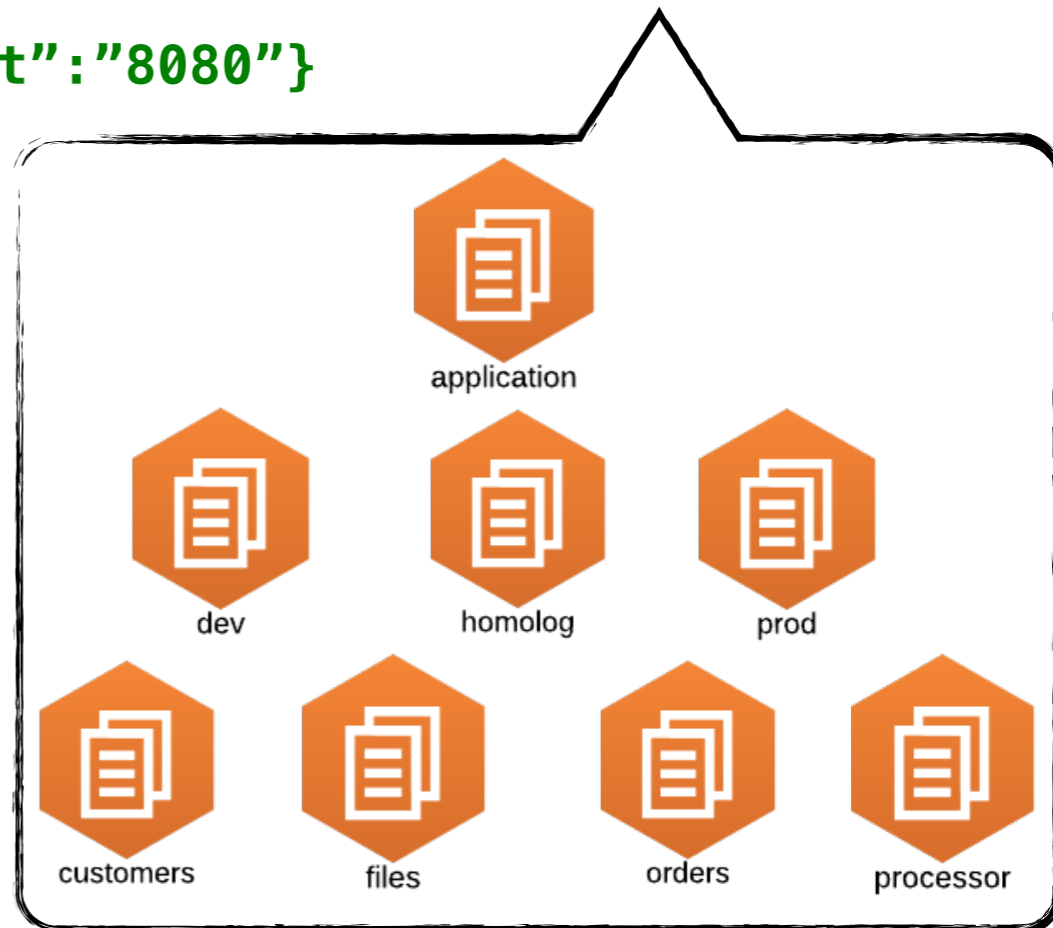 t”:”8080”}
application
dev homolog prod
customers files orders processor